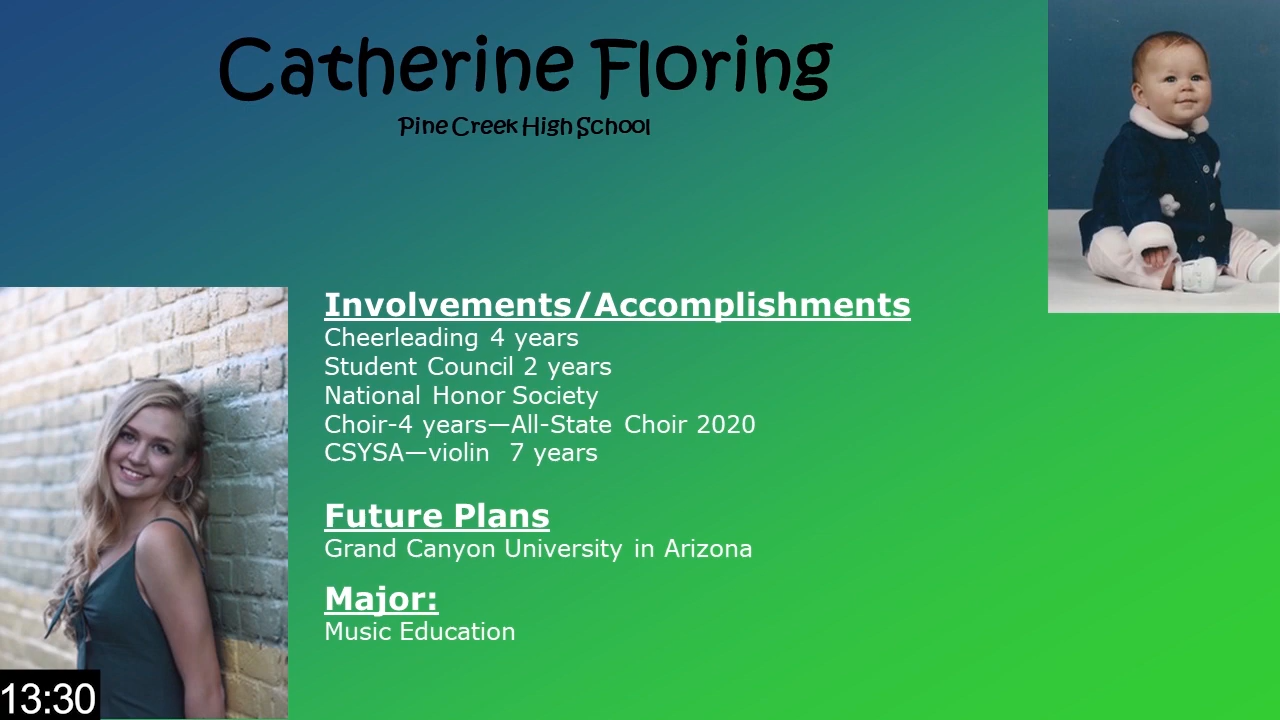 Catherine Floring
Pine Creek High School
Involvements/Accomplishments
Cheerleading 4 years
Student Council 2 years
National Honor Society
Choir-4 years—All-State Choir 2020
CSYSA—violin 7 years
Future Plans
Grand Canyon University in Arizona
Major:
Music Education
13:30